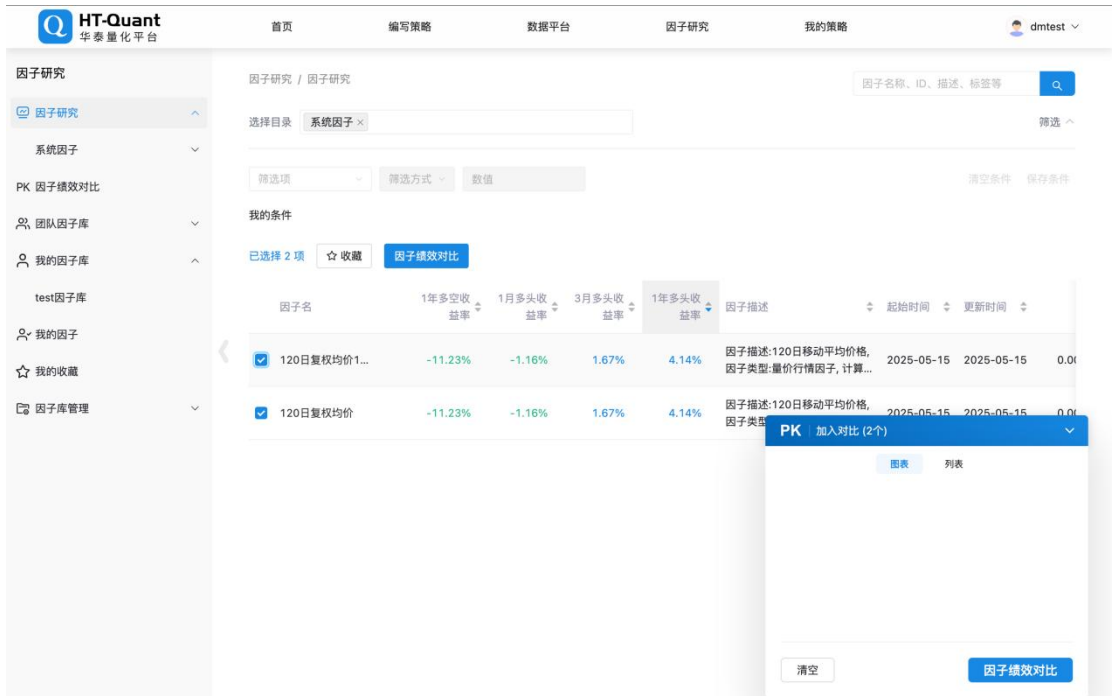 HT-Quant
华泰量化平台
首页 编写策略 数据平台 因子研究 我的策略 dmtest
因子研究
因子研究
系统因子
PK 因子绩效对比
团队因子库
我的因子库
test因子库
我的因子
我的收藏
因子库管理
因子研究 / 因子研究
因子名称、ID、描述、标签等
选择目录 系统因子 ×
筛选
筛选项 筛选方式 数值
清空条件 保存条件
我的条件
已选择 2 项 收藏 因子绩效对比
因子名 1年多空收益率 1月多头收益率 3月多头收益率 1年多头收益率 因子描述 起始时间 更新时间
120日复权均价1... -11.23% -1.16% 1.67% 4.14% 因子描述:120日移动平均价格, 因子类型:量价行情因子, 计算... 2025-05-15 2025-05-15 0.00
120日复权均价 -11.23% -1.16% 1.67% 4.14% 因子描述:120日移动平均价格, 因子类型 2025-05-15 2025-05-15 0.00
PK 加入对比 (2个)
图表 列表
清空 因子绩效对比